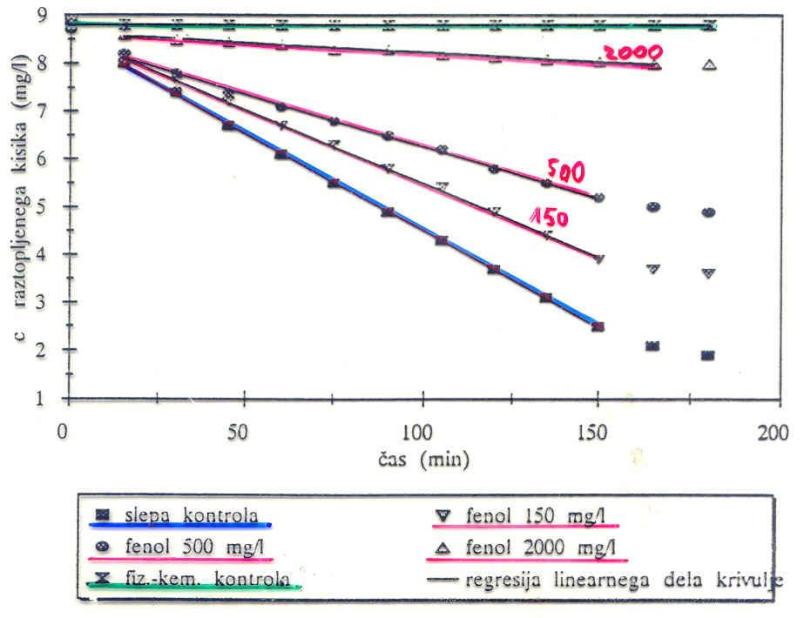 9
8
7
6
5
4
3
2
1
c raztopljenega kisika (mg/l)
2000
500
150
0
50
100
150
200
čas (min)
slepa kontrola
fenol 150 mg/l
fenol 500 mg/l
fenol 2000 mg/l
fiz.-kem. kontrola
regresija linearnega dela krivulje